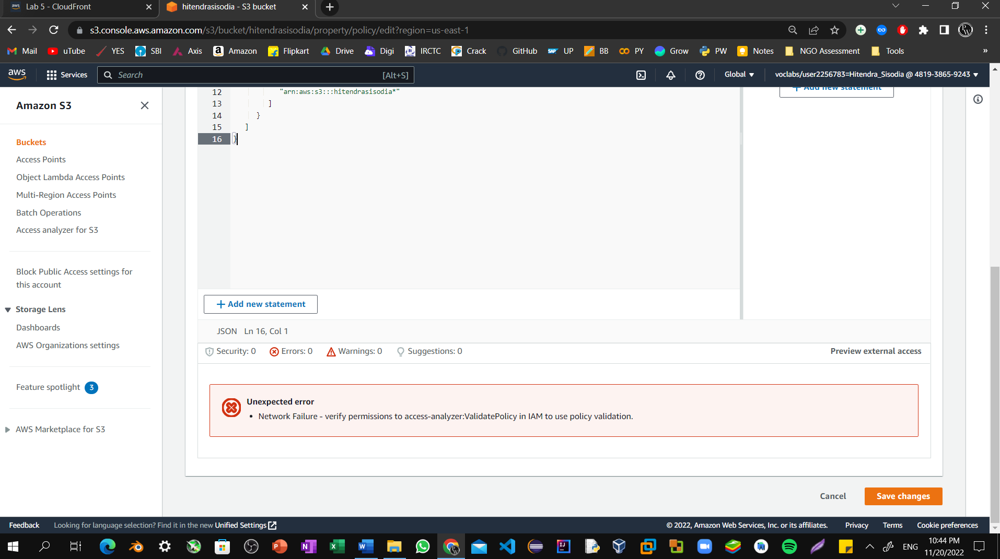 aws Lab 5 - CloudFront
hitendrasisodia - S3 bucket
s3.console.aws.amazon.com/s3/bucket/hitendrasisodia/property/policy/edit?region=us-east-1
Mail uTube YES SBI Axis Amazon Flipkart Drive Digi IRCTC Crack GitHub UP BB PY Grow PW Notes NGO Assessment Tools »
aws Services Search [Alt+S] Global voclabs/user2256783=Hitendra_Sisodia @ 4819-3865-9243
Amazon S3
Buckets
Access Points
Object Lambda Access Points
Multi-Region Access Points
Batch Operations
Access analyzer for S3
Block Public Access settings for
this account
Storage Lens
Dashboards
AWS Organizations settings
Feature spotlight 3
AWS Marketplace for S3
12 "arn:aws:s3:::hitendrasisodia*"
13 ]
14 }
15 ]
16 }
+ Add new statement
+ Add new statement
JSON Ln 16, Col 1
Security: 0 Errors: 0 Warnings: 0 Suggestions: 0 Preview external access
Unexpected error
• Network Failure - verify permissions to access-analyzer:ValidatePolicy in IAM to use policy validation.
Cancel Save changes
Feedback Looking for language selection? Find it in the new Unified Settings © 2022, Amazon Web Services, Inc. or its affiliates. Privacy Terms Cookie preferences
ENG 10:44 PM
11/20/2022